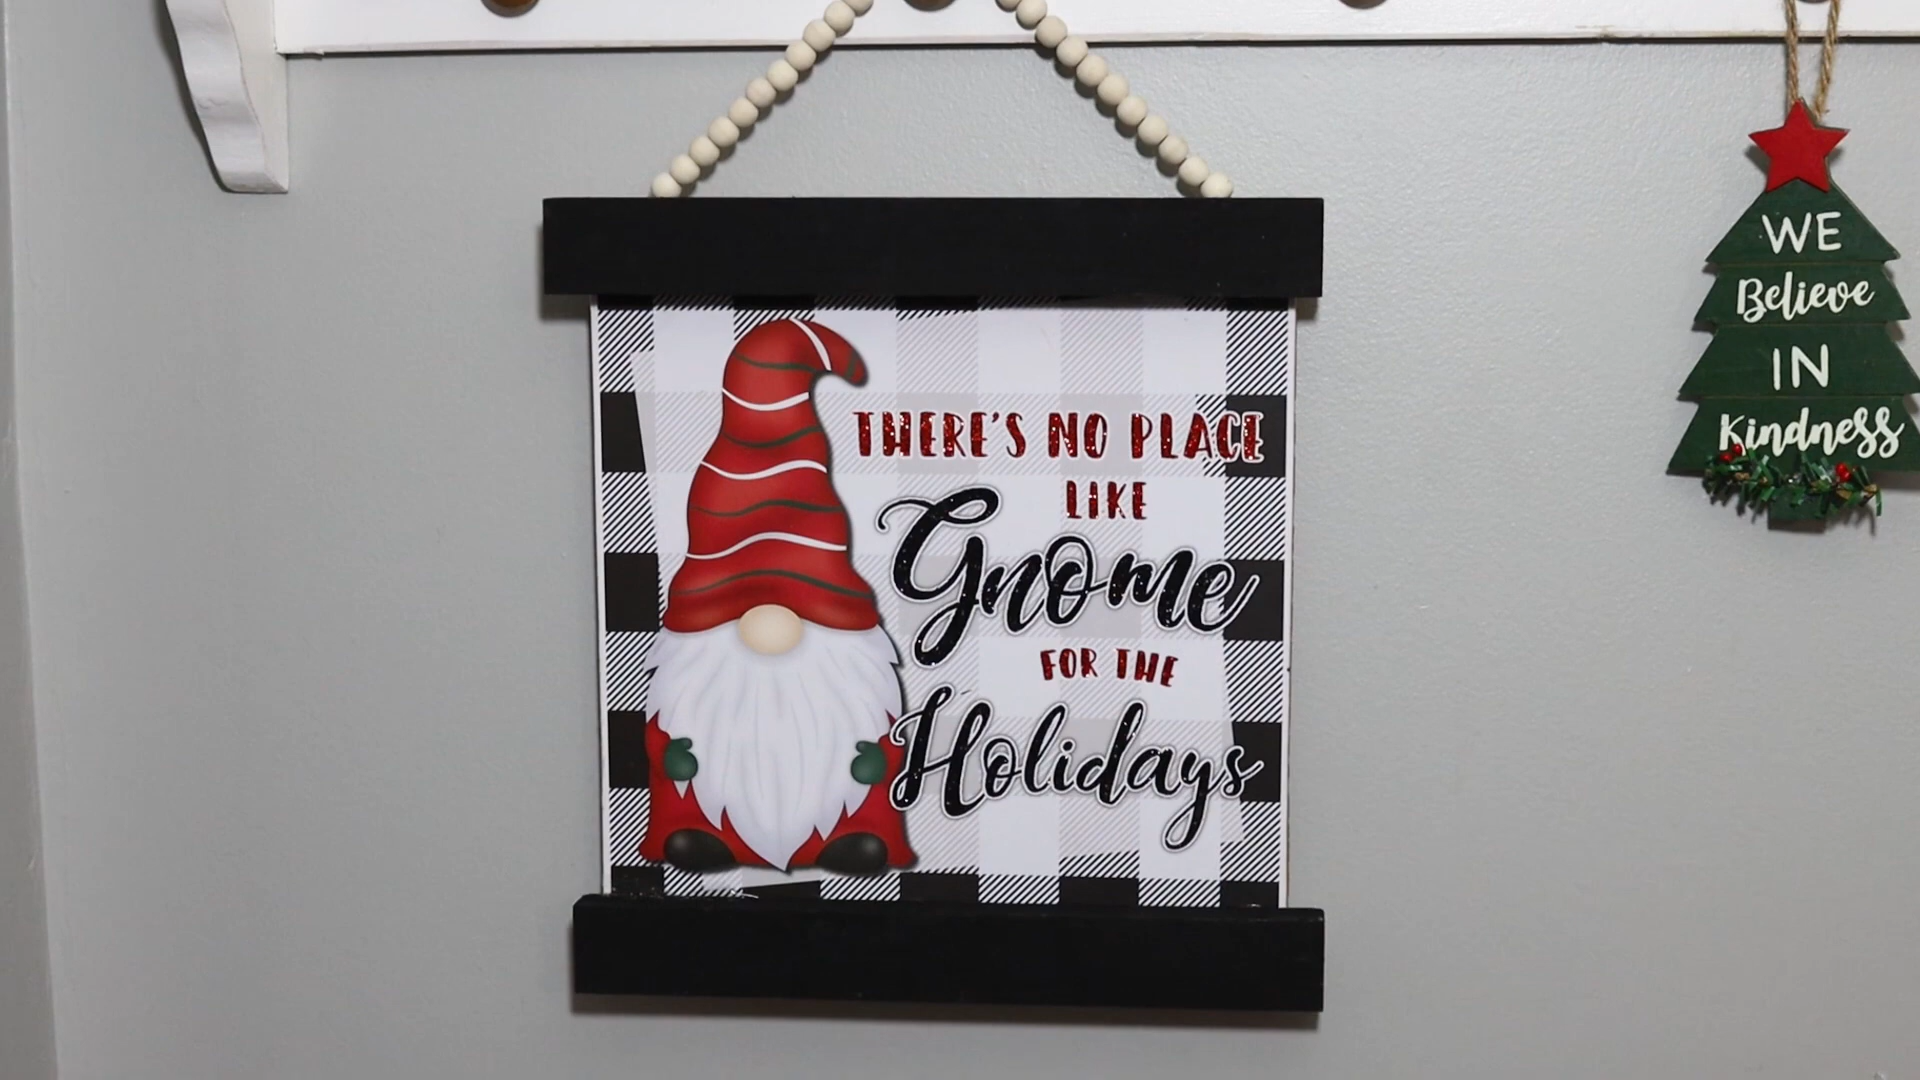 THERE'S NO PLACE
LIKE
Gnome
FOR THE
Holidays
WE
Believe
IN
Kindness